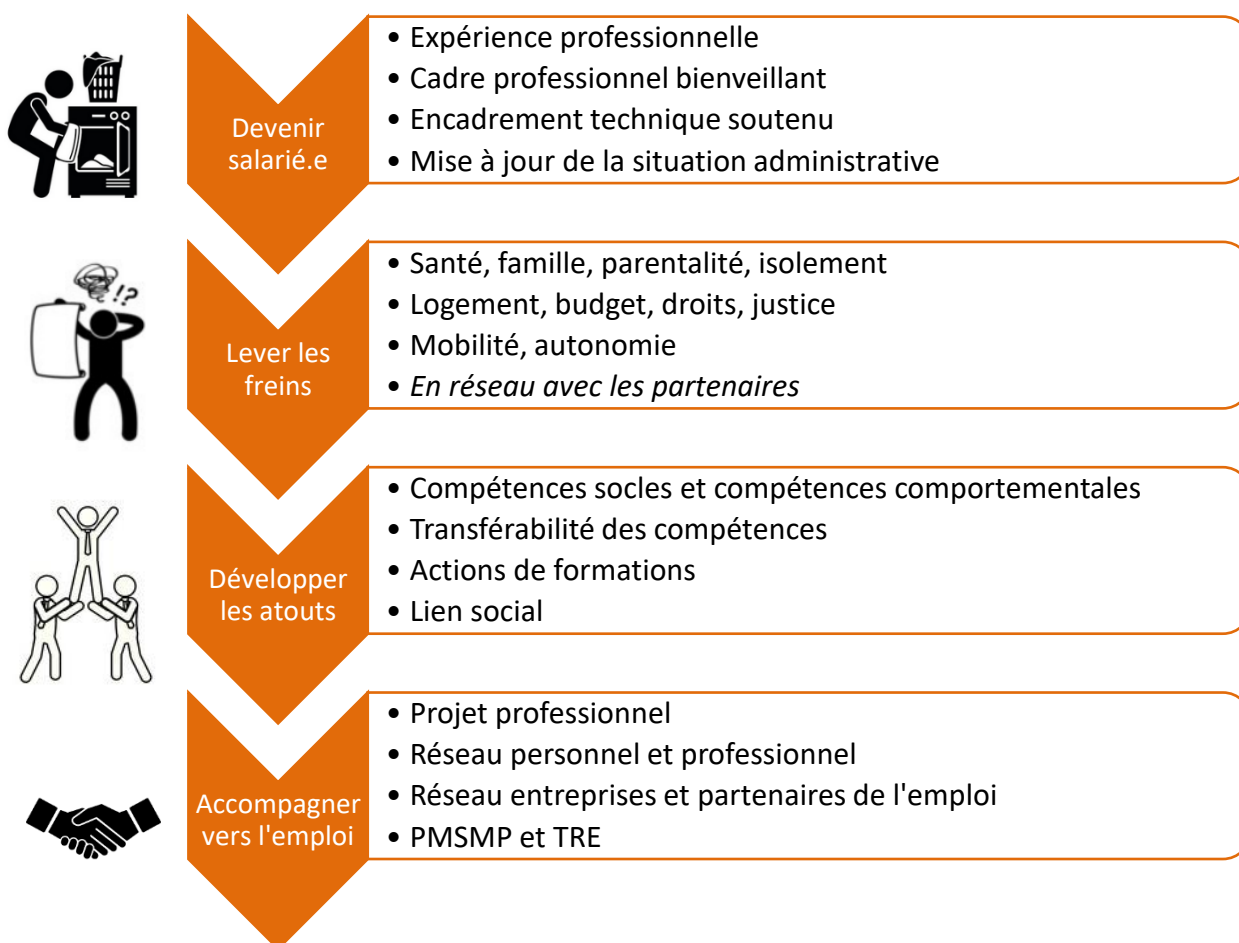 Devenir
salarié.e
• Expérience professionnelle
• Cadre professionnel bienveillant
• Encadrement technique soutenu
• Mise à jour de la situation administrative
!?
Lever les
freins
• Santé, famille, parentalité, isolement
• Logement, budget, droits, justice
• Mobilité, autonomie
• En réseau avec les partenaires
Développer
les atouts
• Compétences socles et compétences comportementales
• Transférabilité des compétences
• Actions de formations
• Lien social
Accompagner
vers l'emploi
• Projet professionnel
• Réseau personnel et professionnel
• Réseau entreprises et partenaires de l'emploi
• PMSMP et TRE